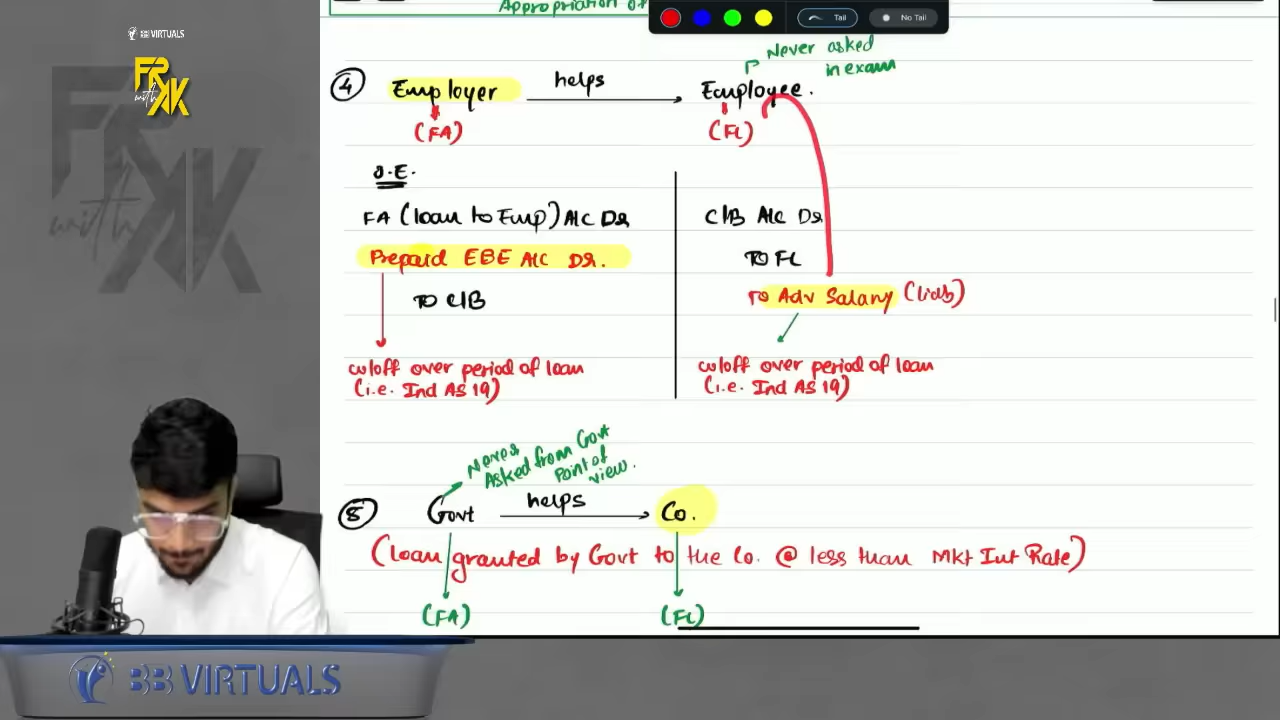 Appropriation of
Tail
No Tail
BB VIRTUALS
FR
with
AK
④ Employer helps Employee.
Never asked
in exam
(FA)
(FL)
J.E.
FA (loan to Emp) A/C Dr
Prepaid EBE A/C Dr.
To C/B
w/off over period of loan
(i.e. Ind AS 19)
C/B A/C Dr
To FL
To Adv Salary (Liab)
w/off over period of loan
(i.e. Ind AS 19)
Never
Asked from Govt
Point of
view.
⑤ Govt helps Co.
(Loan granted by Govt to the Co. @ less than Mkt Int Rate)
(FA)
(FL)
BB VIRTUALS